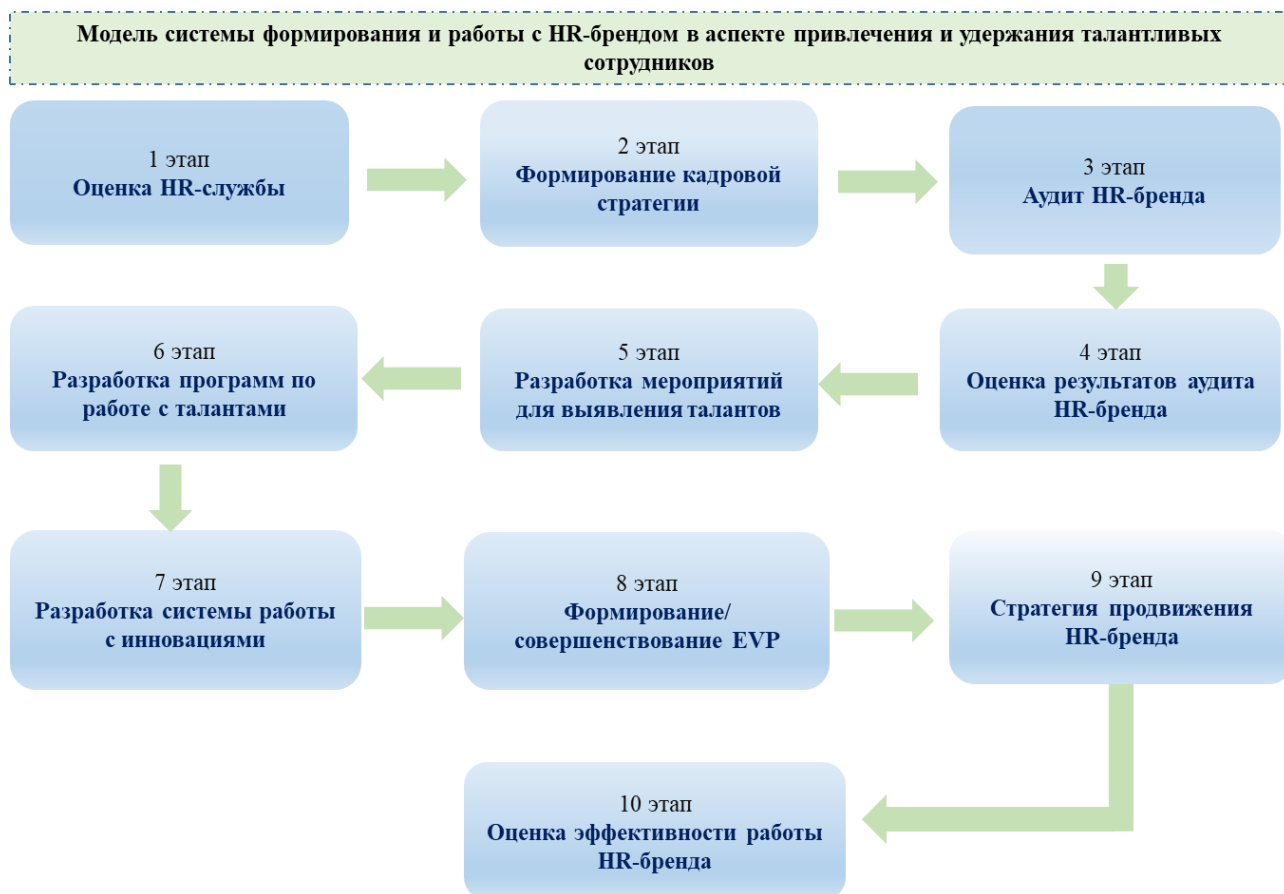 Модель системы формирования и работы с HR-брендом в аспекте привлечения и удержания талантливых
сотрудников
1 этап
Оценка HR-службы
2 этап
Формирование кадровой
стратегии
3 этап
Аудит HR-бренда
4 этап
Оценка результатов аудита
HR-бренда
5 этап
Разработка мероприятий
для выявления талантов
6 этап
Разработка программ по
работе с талантами
7 этап
Разработка системы работы
с инновациями
8 этап
Формирование/
совершенствование EVP
9 этап
Стратегия продвижения
HR-бренда
10 этап
Оценка эффективности работы
HR-бренда